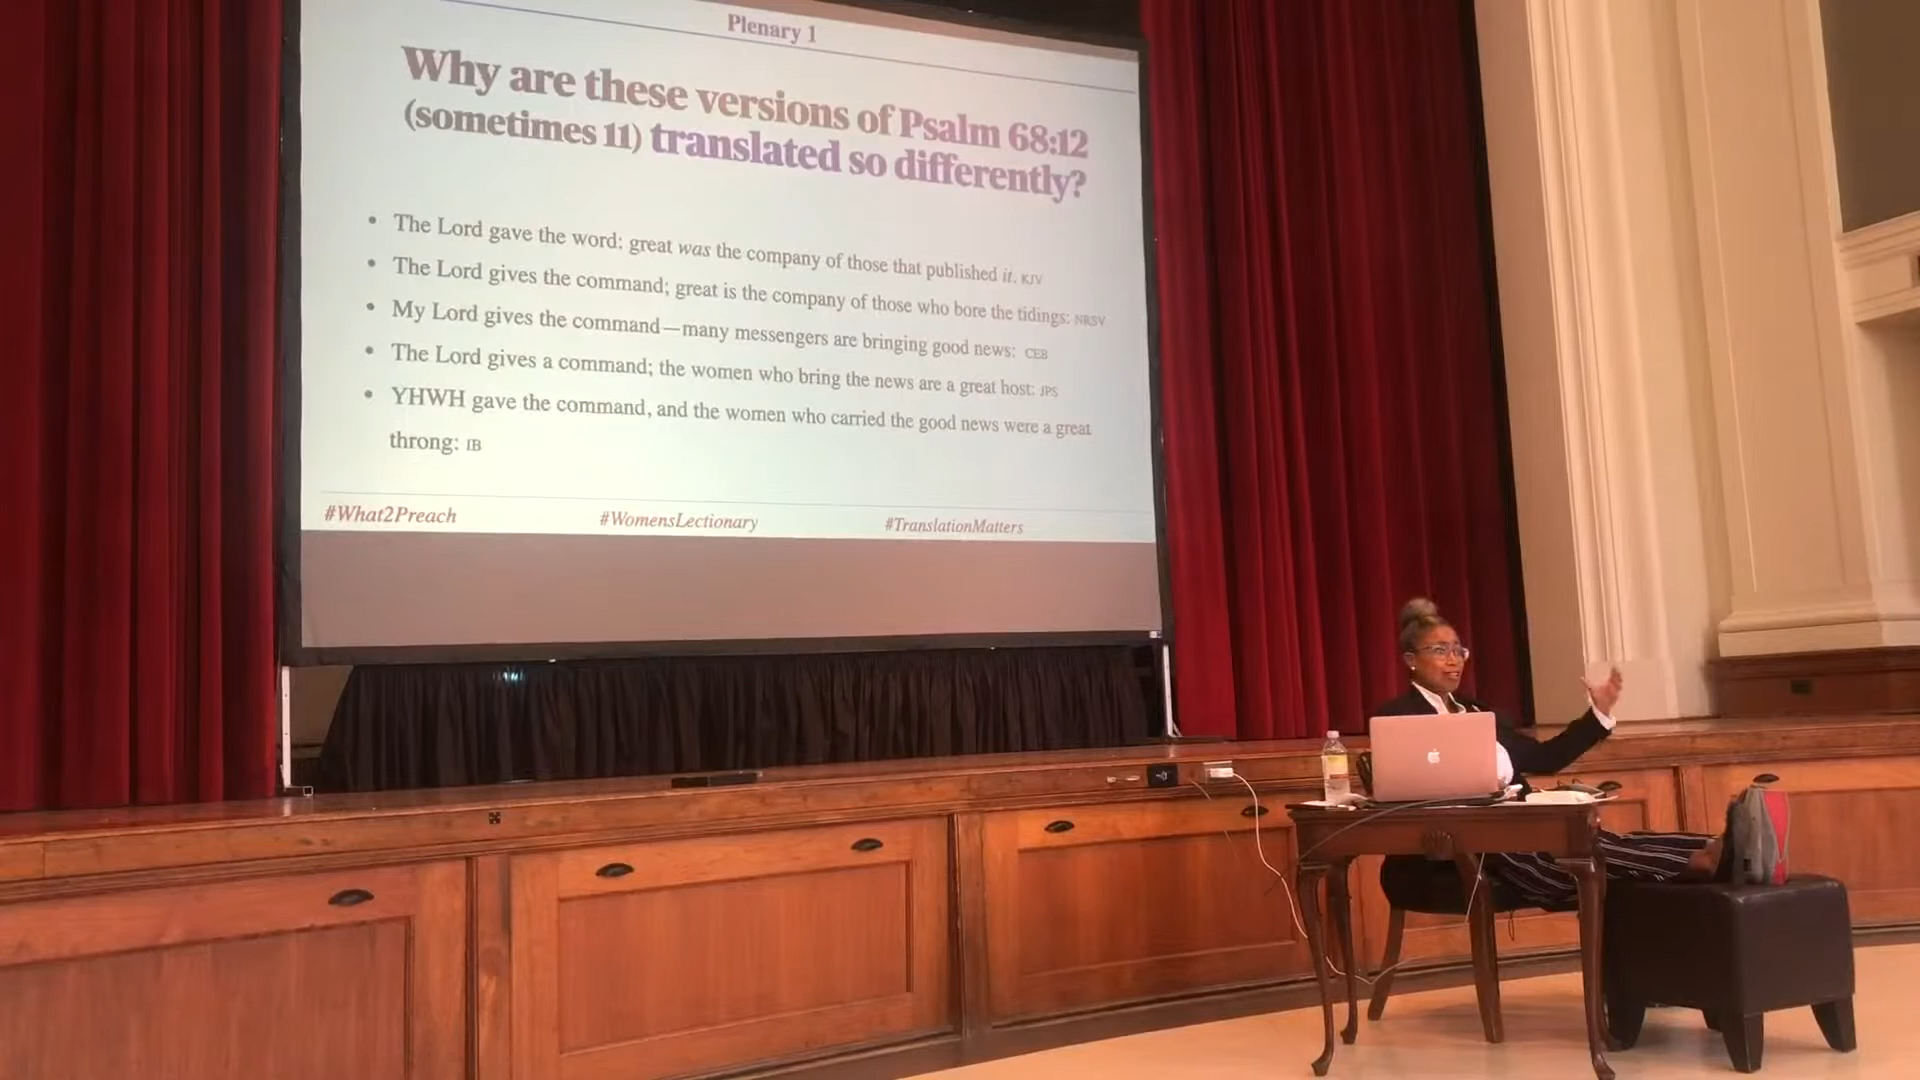 Plenary 1
Why are these versions of Psalm 68:12
(sometimes 11) translated so differently?
• The Lord gave the word: great was the company of those that published it. KJV
• The Lord gives the command; great is the company of those who bore the tidings: NRSV
• My Lord gives the command—many messengers are bringing good news: CEB
• The Lord gives a command; the women who bring the news are a great host: JPS
• YHWH gave the command, and the women who carried the good news were a great
throng: IB
#What2Preach #WomensLectionary #TranslationMatters